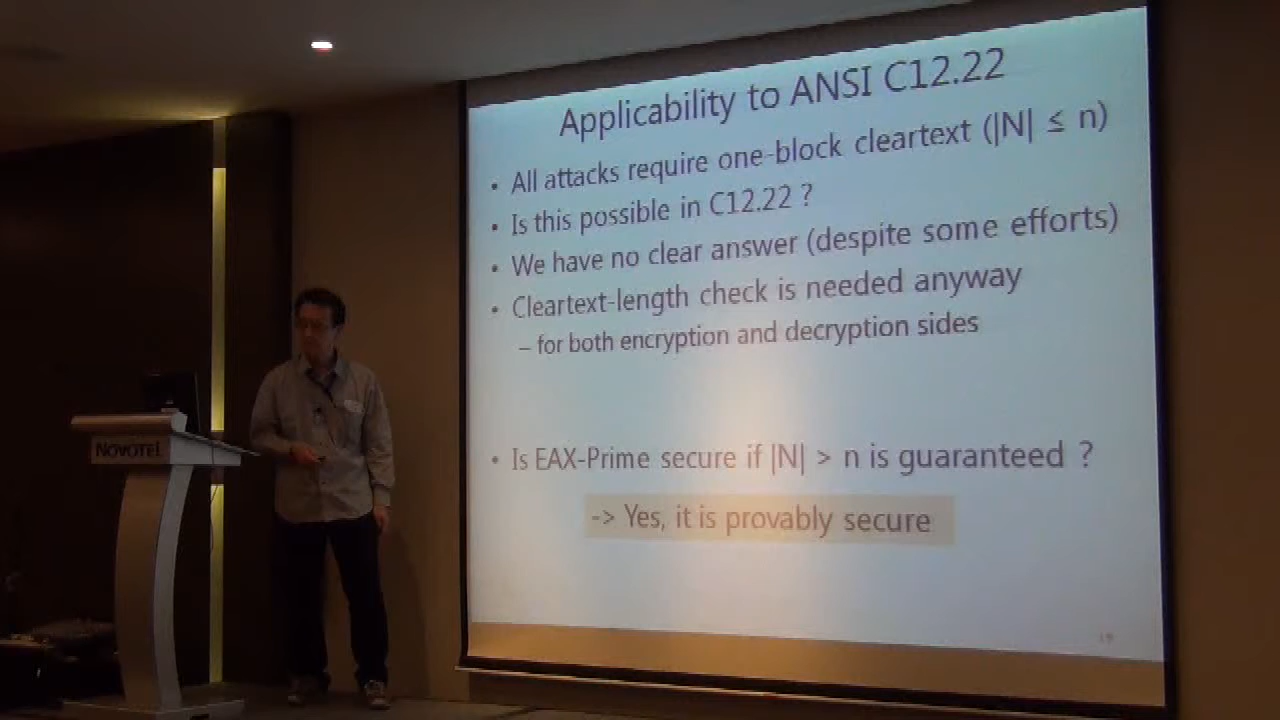 Applicability to ANSI C12.22
• All attacks require one-block cleartext (|N| ≤ n)
• Is this possible in C12.22 ?
• We have no clear answer (despite some efforts)
• Cleartext-length check is needed anyway
– for both encryption and decryption sides
• Is EAX-Prime secure if |N| > n is guaranteed ?
-> Yes, it is provably secure
NOVOTEL